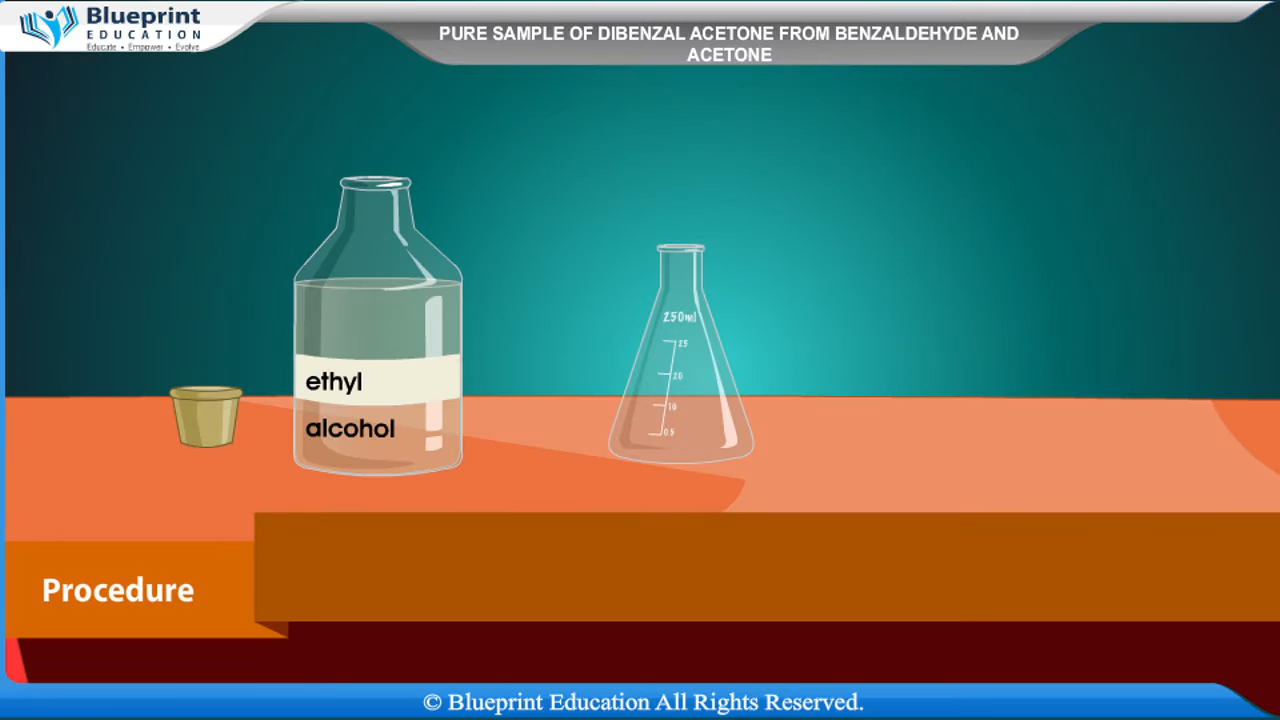 Blueprint
EDUCATION
Educate • Empower • Evolve
PURE SAMPLE OF DIBENZAL ACETONE FROM BENZALDEHYDE AND
ACETONE
250ml
25
20
10
05
ethyl
alcohol
Procedure
© Blueprint Education All Rights Reserved.